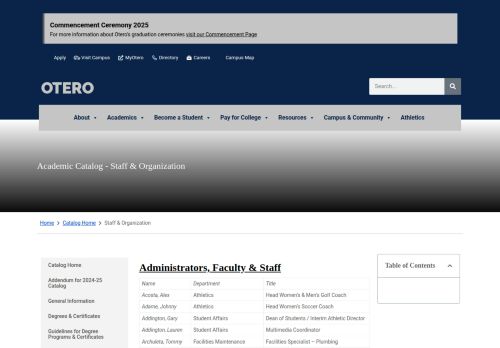 Commencement Ceremony 2025
For more information about Otero's graduation ceremonies visit our Commencement Page
Apply Visit Campus MyOtero Directory Careers Campus Map
OTERO
Search...
About Academics Become a Student Pay for College Resources Campus & Community Athletics
Academic Catalog - Staff & Organization
Home Catalog Home Staff & Organization
Catalog Home
Addendum for 2024-25
Catalog
General Information
Degrees & Certificates
Guidelines for Degree
Programs & Certificates
Administrators, Faculty & Staff
Name Department Title
Acosta, Alex Athletics Head Women's & Men's Golf Coach
Adame, Johnny Athletics Head Women's Soccer Coach
Addington, Gary Student Affairs Dean of Students / Interim Athletic Director
Addington, Lauren Student Affairs Multimedia Coordinator
Archuleta, Tommy Facilities Maintenance Facilities Specialist – Plumbing
Table of Contents